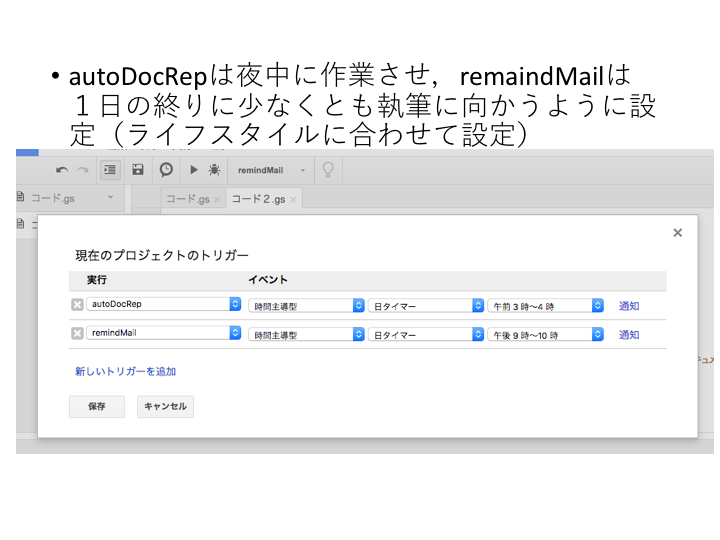 • autoDocRepは夜中に作業させ，remaindMailは
１日の終りに少なくとも執筆に向かうように設
定（ライフスタイルに合わせて設定）
remindMail
コード.gs
コード.gs ×
コード２.gs ×
現在のプロジェクトのトリガー
×
実行 イベント
autoDocRep 時間主導型 日タイマー 午前 3 時～4 時 通知
remindMail 時間主導型 日タイマー 午後 9 時～10 時 通知
新しいトリガーを追加
保存 キャンセル